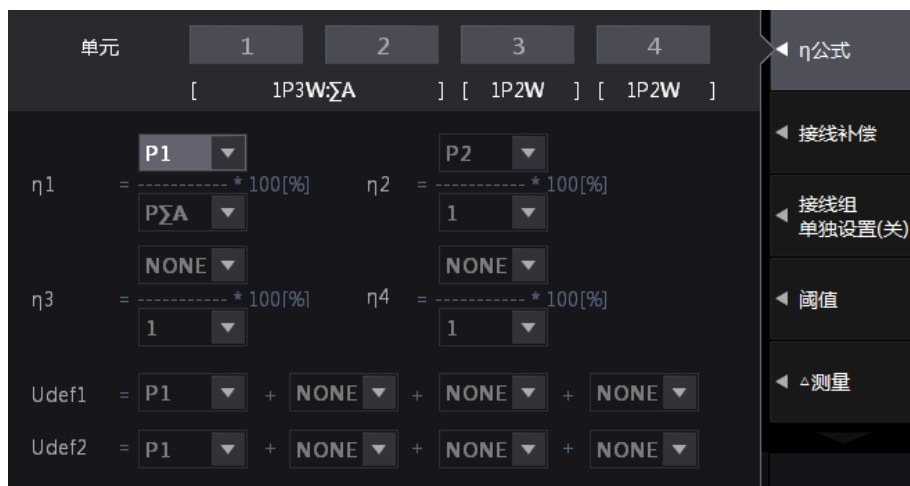 单元 1 2 3 4
[ 1P3W:∑A ] [ 1P2W ] [ 1P2W ]
η1 = P1 ----------- * 100[%] P∑A
η2 = P2 ----------- * 100[%] 1
η3 = NONE ----------- * 100[%] 1
η4 = NONE ----------- * 100[%] 1
Udef1 = P1 + NONE + NONE + NONE
Udef2 = P1 + NONE + NONE + NONE
η公式
接线补偿
接线组
单独设置(关)
阈值
△测量